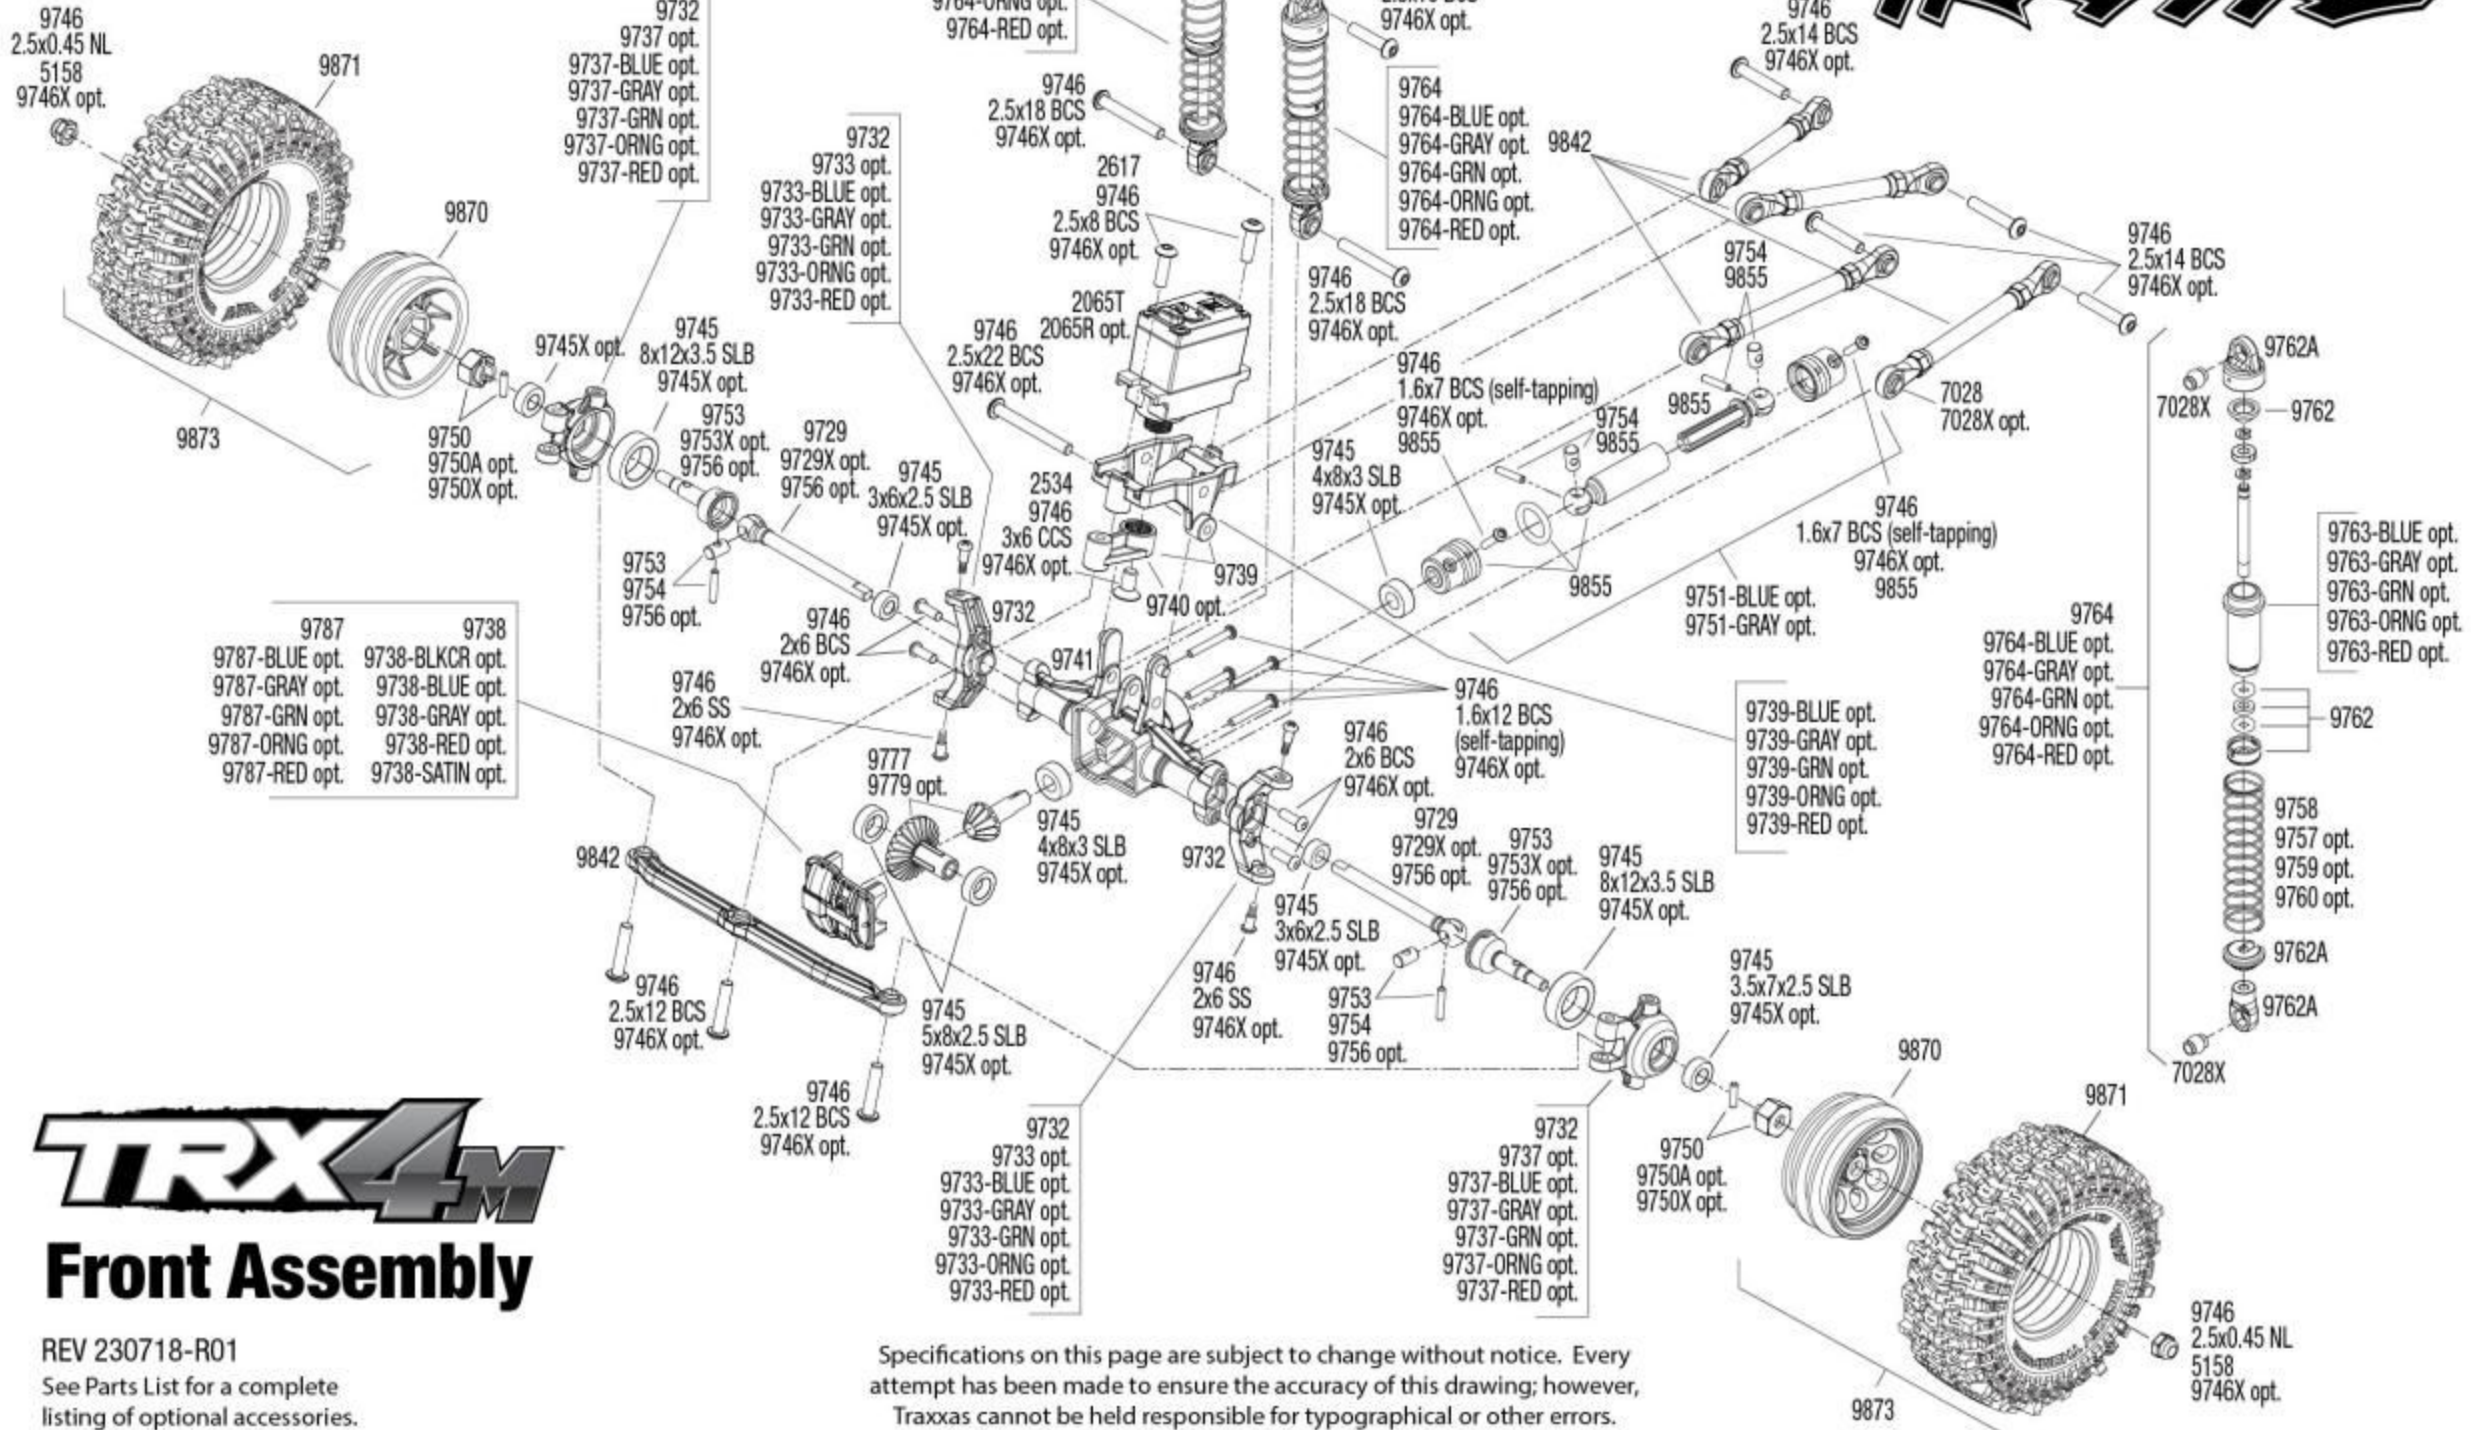 9746
2.5x0.45 NL
5158
9746X opt.
9871
9732
9737 opt.
9737-BLUE opt.
9737-GRAY opt.
9737-GRN opt.
9737-ORNG opt.
9737-RED opt.
9870
9873
9732
9733 opt.
9733-BLUE opt.
9733-GRAY opt.
9733-GRN opt.
9733-ORNG opt.
9733-RED opt.
9764-ORNG opt.
9764-RED opt.
9746X opt.
9746
2.5x18 BCS
9746X opt.
2617
9746
2.5x8 BCS
9746X opt.
2065T
2065R opt.
9764
9764-BLUE opt.
9764-GRAY opt.
9764-GRN opt.
9764-ORNG opt.
9764-RED opt.
9746
2.5x18 BCS
9746X opt.
9746
2.5x14 BCS
9746X opt.
9842
9746
2.5x14 BCS
9746X opt.
9745X opt.
9745
8x12x3.5 SLB
9745X opt.
9750
9750A opt.
9750X opt.
9753
9753X opt.
9756 opt.
9729
9729X opt.
9756 opt.
9745
3x6x2.5 SLB
9745X opt.
9753
9754
9756 opt.
9746
2.5x22 BCS
9746X opt.
2534
9746
3x6 CCS
9746X opt.
9739
9740 opt.
9746
1.6x7 BCS (self-tapping)
9746X opt.
9855
9745
4x8x3 SLB
9745X opt.
9754
9855
9754
9855
9855
9855
7028
7028X opt.
9746
1.6x7 BCS (self-tapping)
9746X opt.
9855
9751-BLUE opt.
9751-GRAY opt.
9762A
7028X
9762
9763-BLUE opt.
9763-GRAY opt.
9763-GRN opt.
9763-ORNG opt.
9763-RED opt.
9764
9764-BLUE opt.
9764-GRAY opt.
9764-GRN opt.
9764-ORNG opt.
9764-RED opt.
9762
9758
9757 opt.
9759 opt.
9760 opt.
9762A
9762A
7028X
9787
9787-BLUE opt.
9787-GRAY opt.
9787-GRN opt.
9787-ORNG opt.
9787-RED opt.
9738
9738-BLKCR opt.
9738-BLUE opt.
9738-GRAY opt.
9738-RED opt.
9738-SATIN opt.
9746
2x6 BCS
9746X opt.
9732
9746
2x6 SS
9746X opt.
9741
9777
9779 opt.
9745
4x8x3 SLB
9745X opt.
9746
1.6x12 BCS
(self-tapping)
9746X opt.
9739-BLUE opt.
9739-GRAY opt.
9739-GRN opt.
9739-ORNG opt.
9739-RED opt.
9746
2x6 BCS
9746X opt.
9732
9729
9729X opt.
9756 opt.
9753
9753X opt.
9756 opt.
9745
8x12x3.5 SLB
9745X opt.
9842
9746
2.5x12 BCS
9746X opt.
9745
5x8x2.5 SLB
9745X opt.
9746
2.5x12 BCS
9746X opt.
9745
3x6x2.5 SLB
9745X opt.
9746
2x6 SS
9746X opt.
9753
9754
9756 opt.
9745
3.5x7x2.5 SLB
9745X opt.
9732
9733 opt.
9733-BLUE opt.
9733-GRAY opt.
9733-GRN opt.
9733-ORNG opt.
9733-RED opt.
9732
9737 opt.
9737-BLUE opt.
9737-GRAY opt.
9737-GRN opt.
9737-ORNG opt.
9737-RED opt.
9750
9750A opt.
9750X opt.
9870
9871
9873
9746
2.5x0.45 NL
5158
9746X opt.
TRX4M
Front Assembly
REV 230718-R01
See Parts List for a complete
listing of optional accessories.
Specifications on this page are subject to change without notice. Every
attempt has been made to ensure the accuracy of this drawing; however,
Traxxas cannot be held responsible for typographical or other errors.